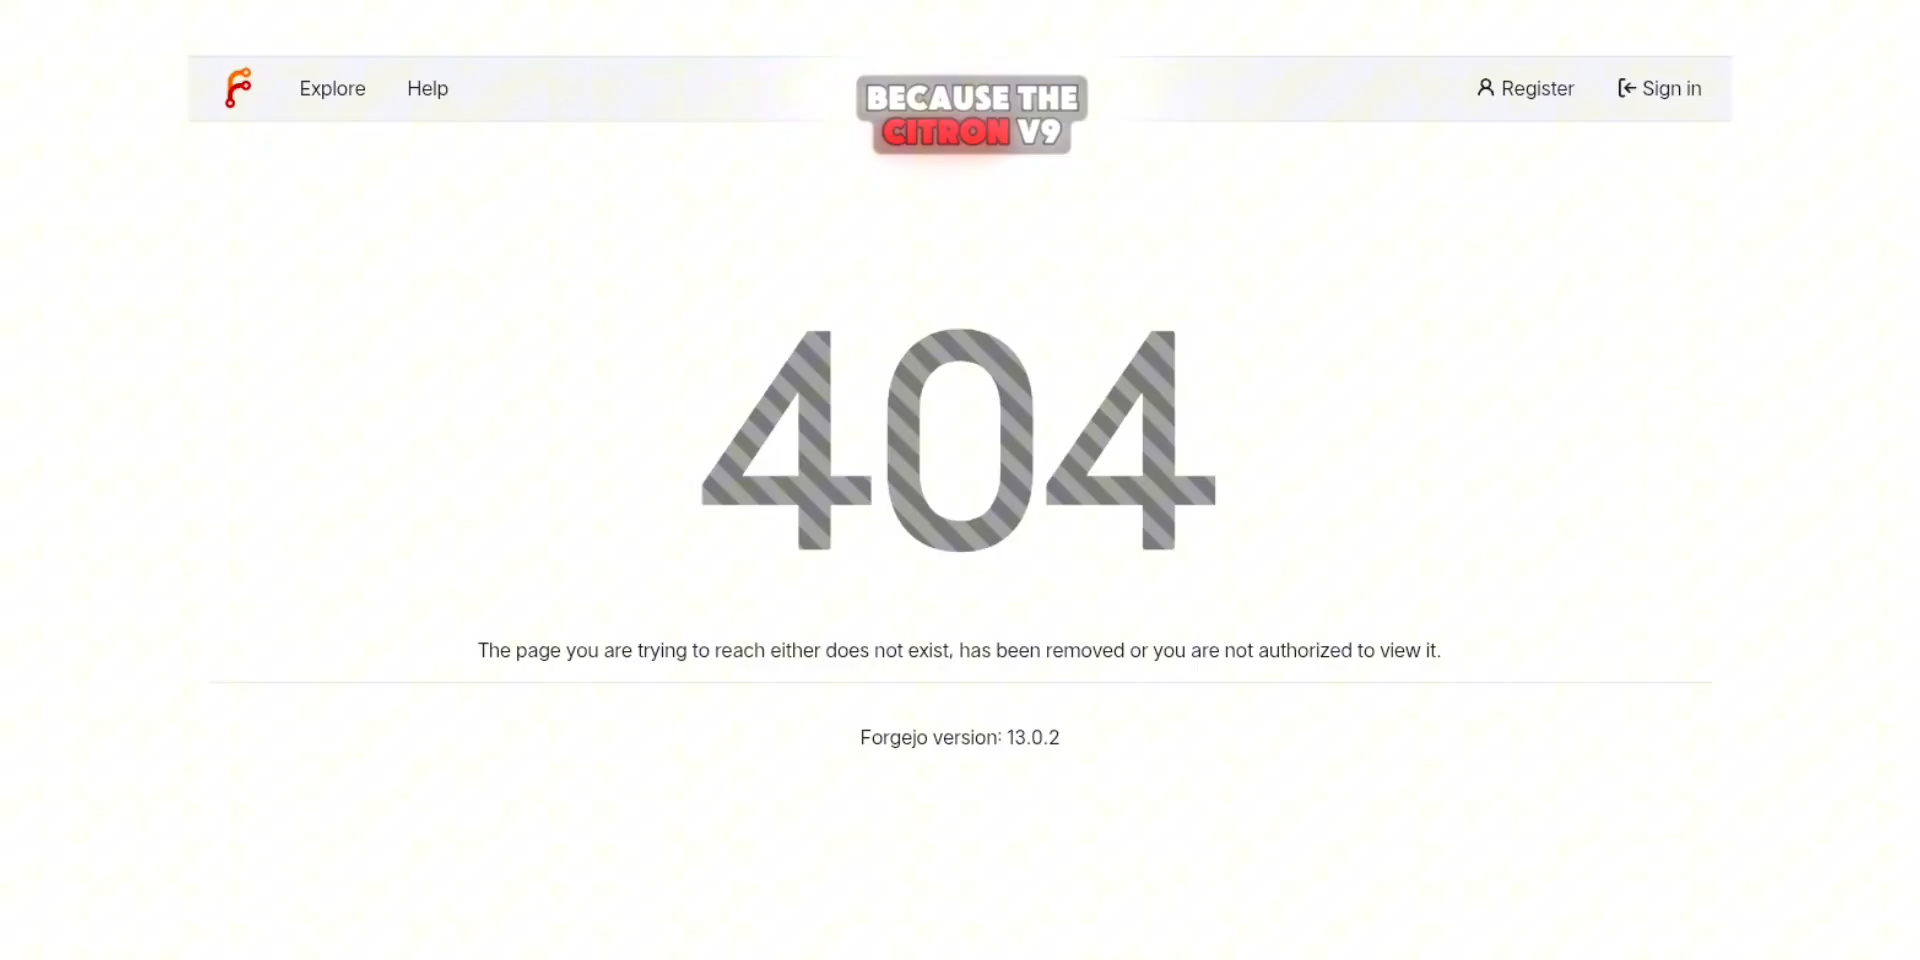 Explore Help
BECAUSE THE
CITRON V9
Register Sign in
404
The page you are trying to reach either does not exist, has been removed or you are not authorized to view it.
Forgejo version: 13.0.2